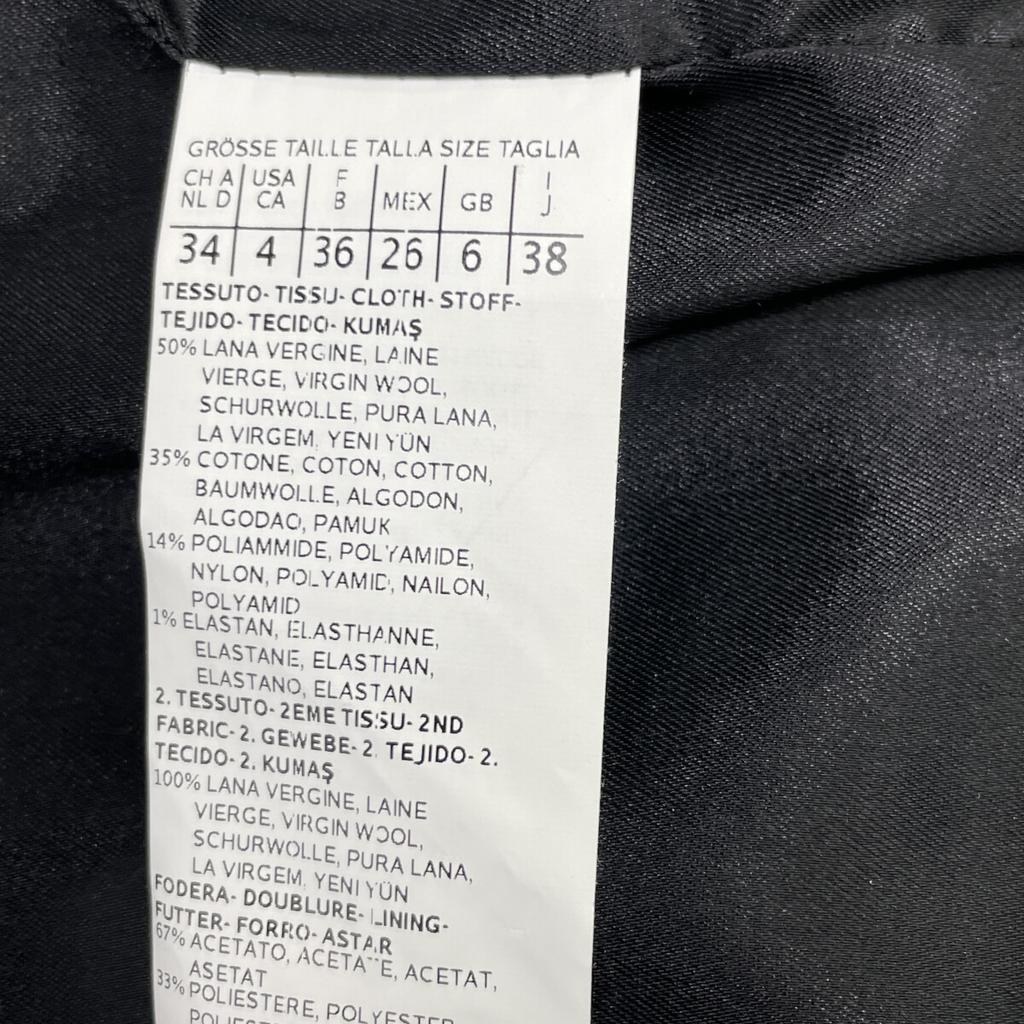 GRÖSSE TAILLE TALLA SIZE TAGLIA
CH A USA F I
NL D CA B MEX GB J
34 4 36 26 6 38
TESSUTO- TISSU- CLOTH- STOFF-
TEJIDO- TECIDO- KUMAŞ
50% LANA VERGINE, LAINE
VIERGE, VIRGIN WOOL,
SCHURWOLLE, PURA LANA,
LA VIRGEM, YENI YÜN
35% COTONE, COTON, COTTON,
BAUMWOLLE, ALGODON,
ALGODAO, PAMUK
14% POLIAMMIDE, POLYAMIDE,
NYLON, POLYAMID, NAILON,
POLYAMID
1% ELASTAN, ELASTHANNE,
ELASTANE, ELASTHAN,
ELASTANO, ELASTAN
2. TESSUTO- 2EME TISSU- 2ND
FABRIC- 2. GEWEBE- 2. TEJIDO- 2.
TECIDO- 2. KUMAŞ
100% LANA VERGINE, LAINE
VIERGE, VIRGIN WOOL,
SCHURWOLLE, PURA LANA,
LA VIRGEM, YENI YÜN
FODERA- DOUBLURE- LINING-
FUTTER- FORRO- ASTAR
67% ACETATO, ACETATE, ACETAT,
ASETAT
33% POLIESTERE, POLYESTER